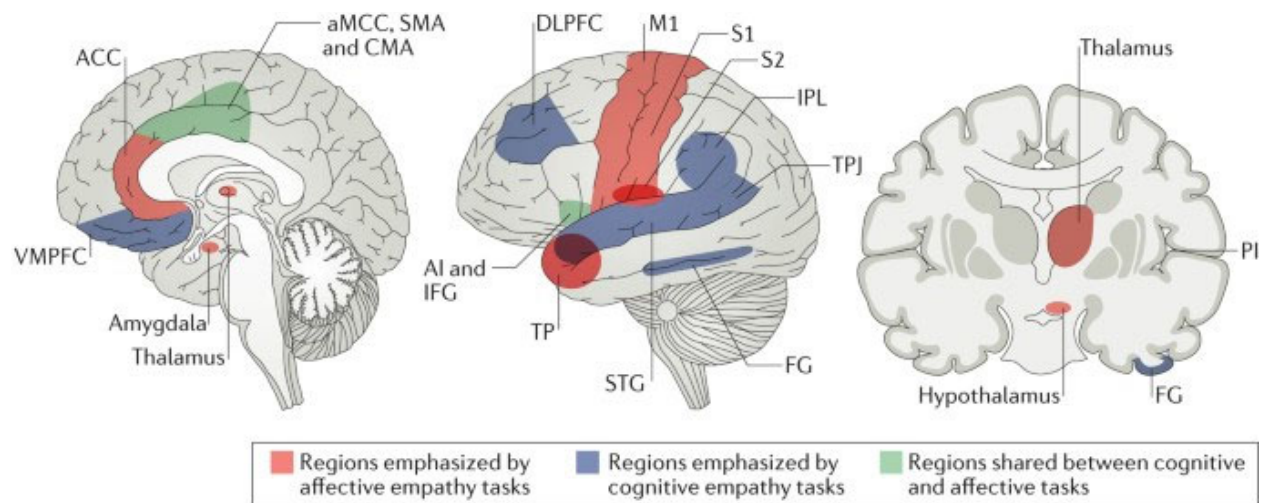 ACC
aMCC, SMA
and CMA
VMPFC
Amygdala
Thalamus
DLPFC
M1
S1
S2
IPL
TPJ
AI and
IFG
TP
STG
FG
Thalamus
PI
Hypothalamus
FG
Regions emphasized by
affective empathy tasks
Regions emphasized by
cognitive empathy tasks
Regions shared between cognitive
and affective tasks